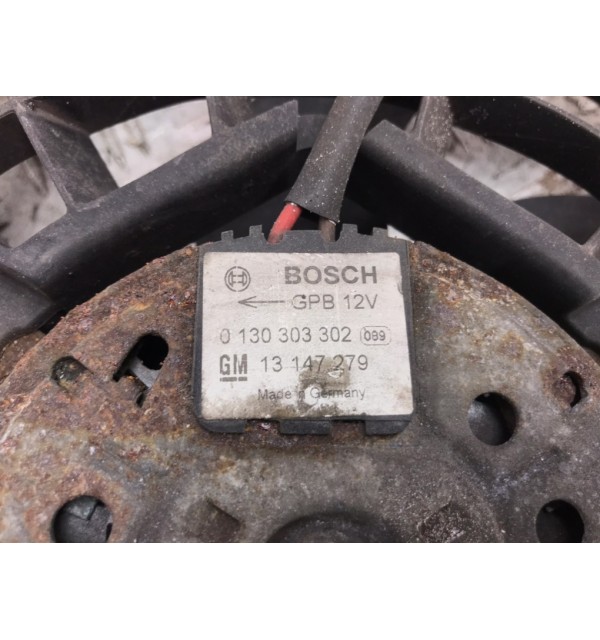 BOSCH
GPB 12V
0 130 303 302 089
GM 13 147 279
Made in Germany